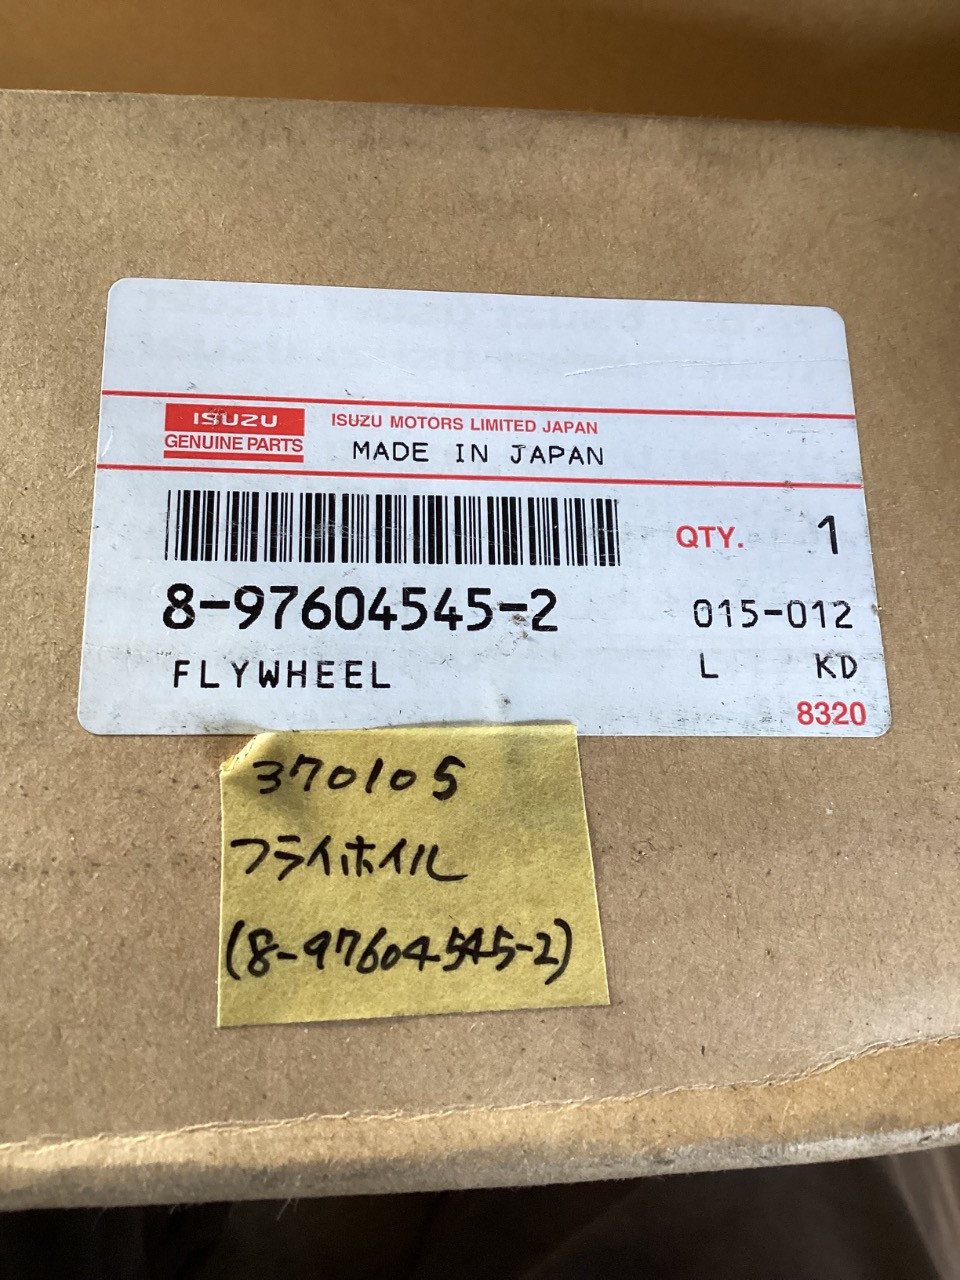 ISUZU
GENUINE PARTS
ISUZU MOTORS LIMITED JAPAN
MADE IN JAPAN
QTY. 1
8-97604545-2 015-012
FLYWHEEL L KD
8320
370105
フライホイル
(8-97604545-2)